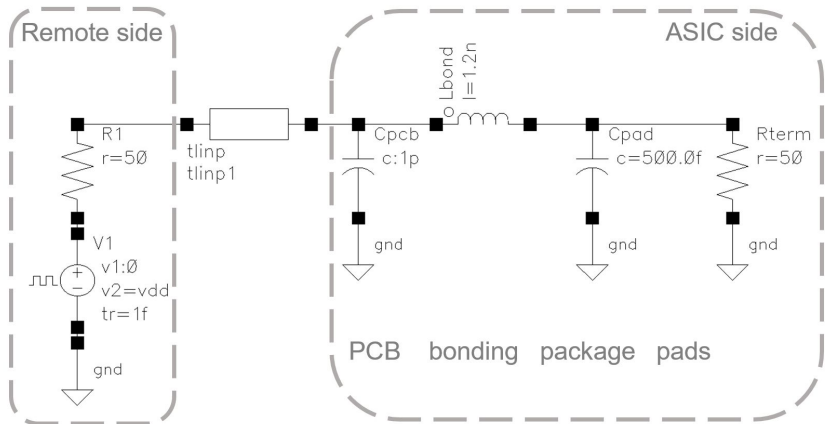 Remote side
ASIC side
R1
r=50
tlinp
tlinp1
Cpcb
c:1p
Lbond
l=1.2n
Cpad
c=500.0f
Rterm
r=50
V1
v1:0
v2=vdd
tr=1f
gnd
gnd
gnd
gnd
PCB bonding package pads